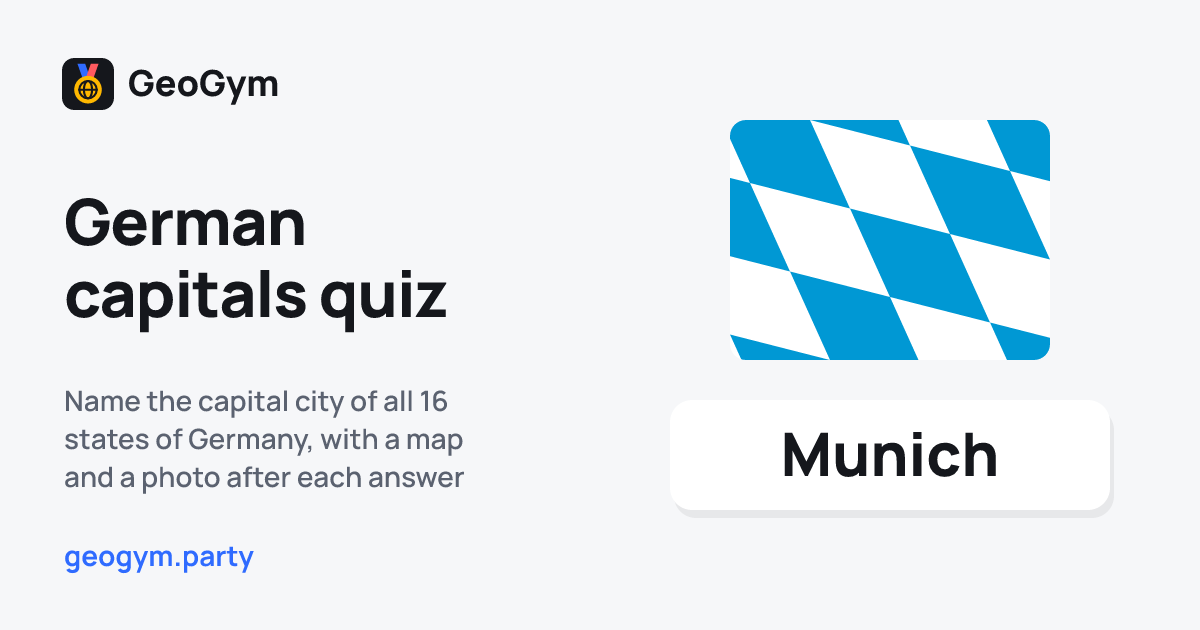 GeoGym
German
capitals quiz
Name the capital city of all 16
states of Germany, with a map
and a photo after each answer
geogym.party
Munich